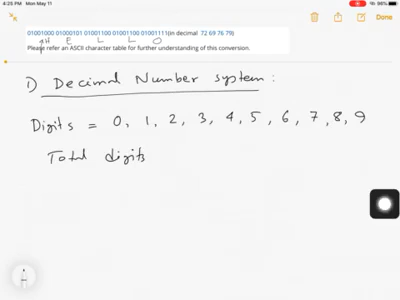 4:25 PM Mon May 11
86%
Done
01001000 01000101 01001100 01001100 01001111(in decimal 72 69 76 79)
H E L L O
Please refer an ASCII character table for further understanding of this conversion.
1) Decimal Number system :
Digits = 0, 1, 2, 3, 4, 5, 6, 7, 8, 9
Total digits